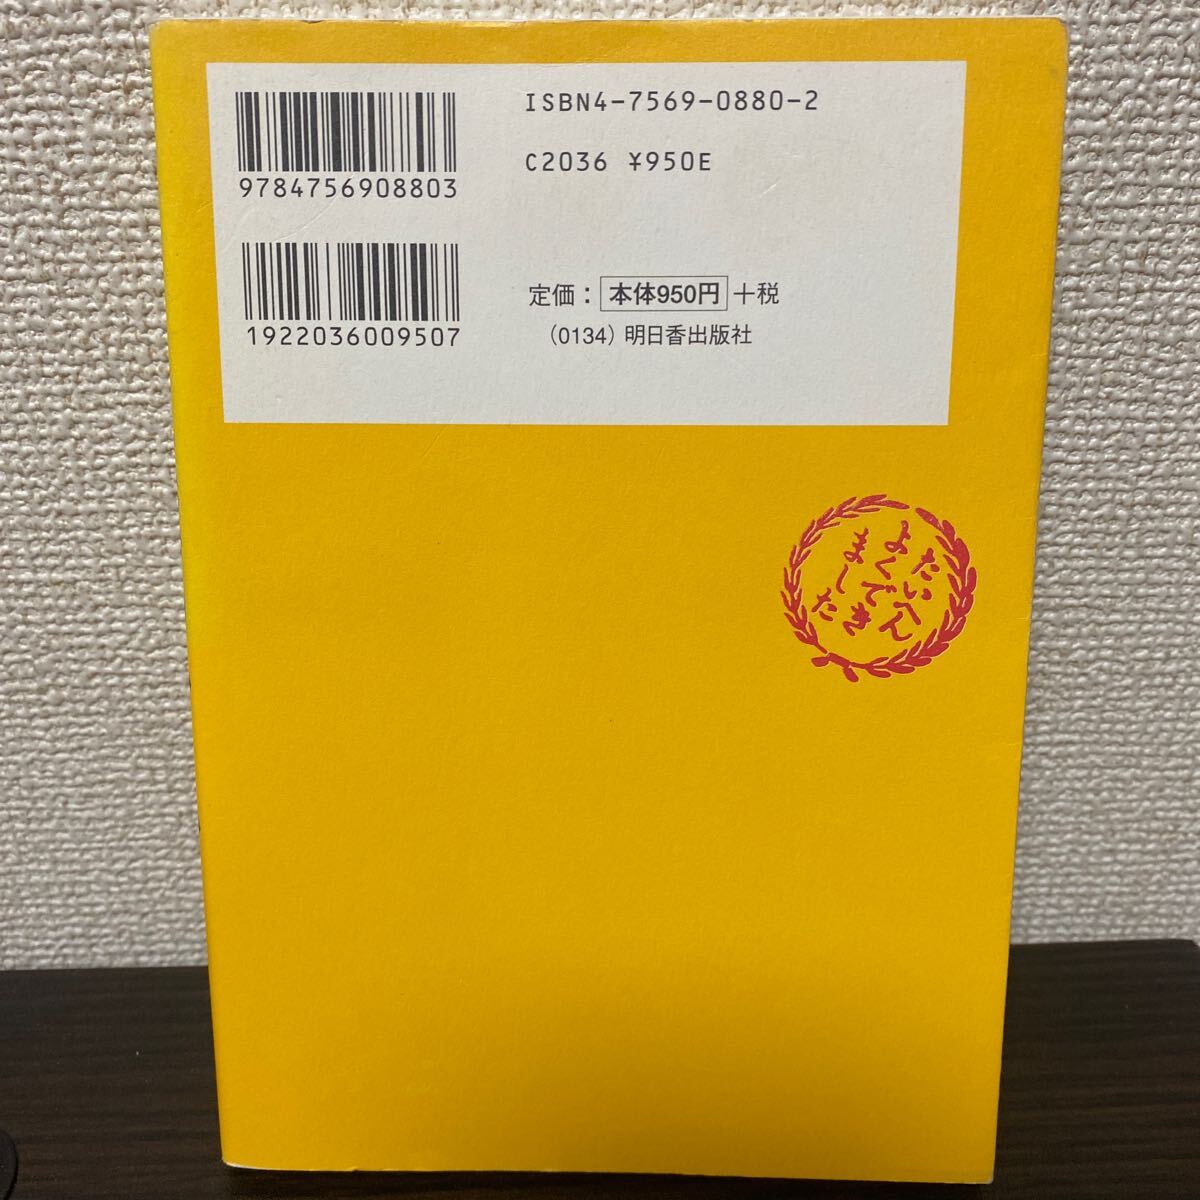 ISBN4-7569-0880-2
C2036 ¥950E
9784756908803
1922036009507
定価：本体950円＋税
(0134) 明日香出版社
たいへん
よくでき
ました